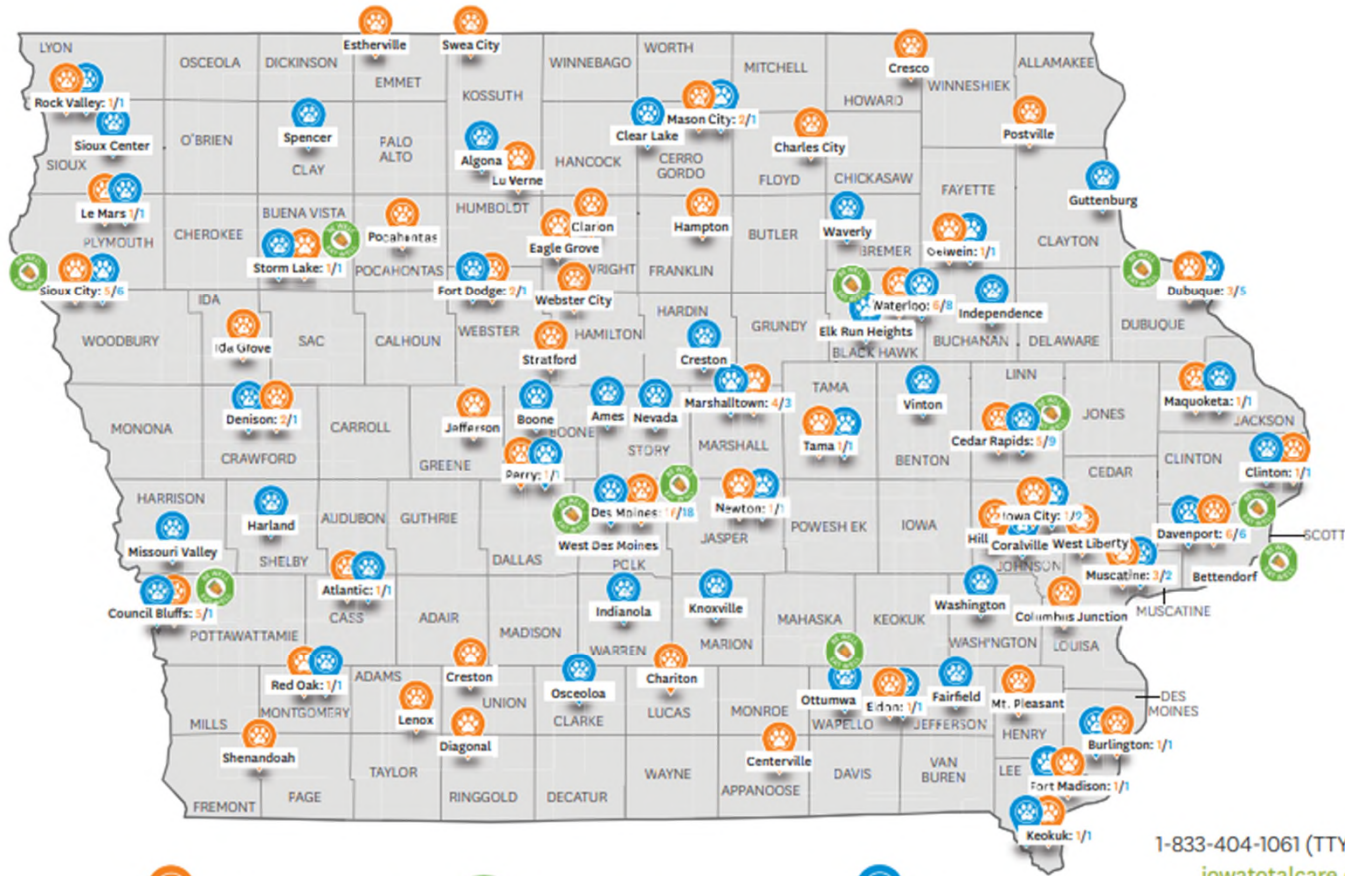 Estherville
Swea City
LYON
OSCEOLA
DICKINSON
EMMET
WINNEBAGO
WORTH
MITCHELL
Cresco
WINNESHIEK
ALLAMAKEE
Rock Valley: 1/1
KOSSUTH
HOWARD
Sioux Center
SIOUX
O'BRIEN
Spencer
CLAY
PALO
ALTO
Algona
Lu Verne
HANCOCK
Clear Lake
Mason City: 2/1
CERRO
GORDO
Charles City
FLOYD
CHICKASAW
Postville
FAYETTE
Guttenburg
Le Mars 1/1
PLYMOUTH
CHEROKEE
BUENA VISTA
Storm Lake: 1/1
Pocahontas
POCAHONTAS
HUMBOLDT
Clarion
Eagle Grove
WRIGHT
Hampton
FRANKLIN
BUTLER
Waverly
BREMER
Oelwein: 1/1
CLAYTON
BE WELL
EAT WELL
Sioux City: 5/6
Fort Dodge: 2/1
Webster City
Waterloo: 6/8
Elk Run Heights
BLACK HAWK
Independence
BUCHANAN
DELAWARE
Dubuque: 3/5
DUBUQUE
WOODBURY
IDA
Ida Grove
SAC
CALHOUN
WEBSTER
Stratford
HAMILTON
HARDIN
Creston
GRUNDY
MONONA
Denison: 2/1
CRAWFORD
CARROLL
Jefferson
GREENE
Boone
BOONE
Ames
Nevada
STORY
Marshalltown: 4/3
MARSHALL
TAMA
Tama 1/1
Vinton
BENTON
LINN
Cedar Rapids: 5/9
JONES
Maquoketa: 1/1
JACKSON
Perry: 1/1
CEDAR
CLINTON
Clinton: 1/1
HARRISON
Missouri Valley
Harland
SHELBY
AUDUBON
GUTHRIE
DALLAS
Des Moines: 16/18
West Des Moines
POLK
Newton: 1/1
JASPER
POWESHEK
IOWA
Iowa City: 1/2
Hill
Coralville
West Liberty
JOHNSON
Davenport: 6/6
SCOTT
Bettendorf
Muscatine: 3/2
MUSCATINE
Council Bluffs: 5/1
POTTAWATTAMIE
Atlantic: 1/1
CASS
ADAIR
MADISON
Indianola
WARREN
Knoxville
MARION
MAHASKA
KEOKUK
Washington
WASHINGTON
Columbus Junction
LOUISA
MILLS
Red Oak: 1/1
MONTGOMERY
ADAMS
Lenox
Creston
UNION
Diagonal
Osceoloa
CLARKE
Chariton
LUCAS
MONROE
Ottumwa
WAPELLO
Eldon: 1/1
Fairfield
JEFFERSON
Mt. Pleasant
HENRY
DES
MOINES
Burlington: 1/1
Shenandoah
FREMONT
PAGE
TAYLOR
RINGGOLD
DECATUR
WAYNE
Centerville
APPANOOSE
DAVIS
VAN
BUREN
LEE
Fort Madison: 1/1
Keokuk: 1/1
1-833-404-1061 (TTY
iowatotalcare.